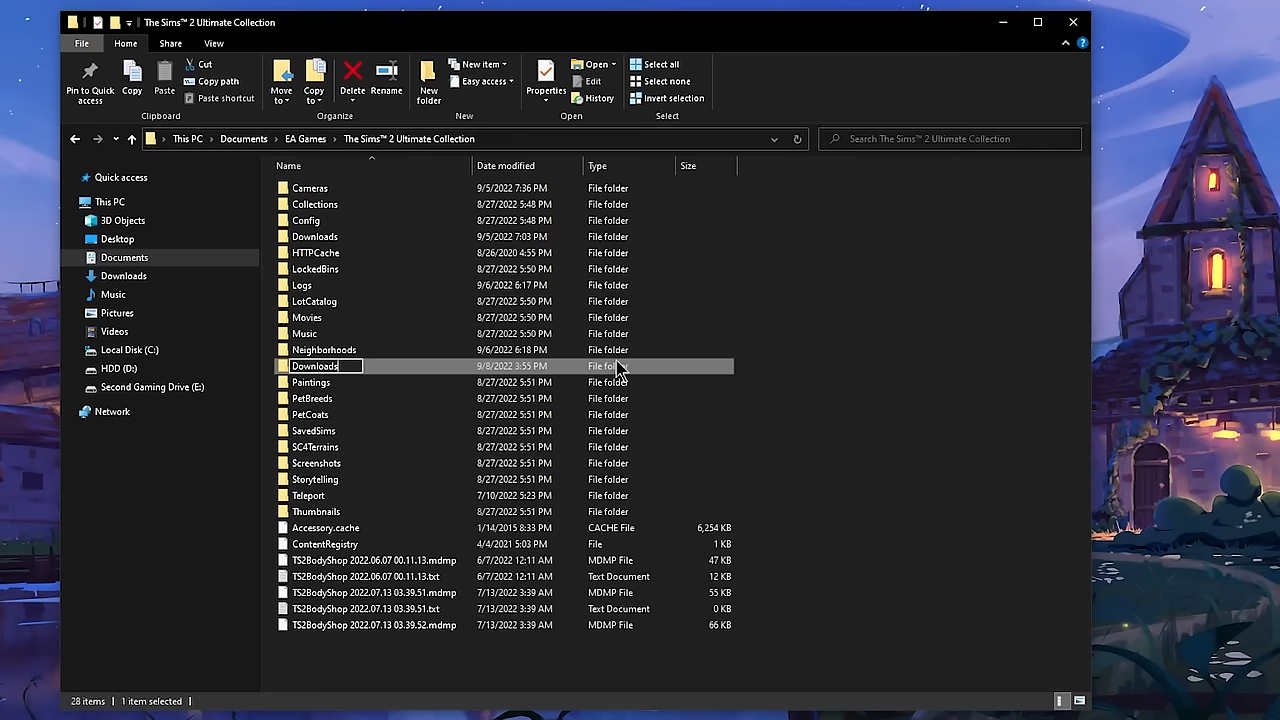 The Sims™ 2 Ultimate Collection
File Home Share View
Pin to Quick access
Copy
Paste
Cut
Copy path
Paste shortcut
Clipboard
Move to
Copy to
Delete
Rename
Organize
New folder
New item
Easy access
New
Properties
Open
Edit
History
Open
Select all
Select none
Invert selection
Select
This PC > Documents > EA Games > The Sims™ 2 Ultimate Collection
Search The Sims™ 2 Ultimate Collection
Quick access
This PC
3D Objects
Desktop
Documents
Downloads
Music
Pictures
Videos
Local Disk (C:)
HDD (D:)
Second Gaming Drive (E:)
Network
Name Date modified Type Size
Cameras 9/5/2022 7:36 PM File folder
Collections 8/27/2022 5:48 PM File folder
Config 8/27/2022 5:48 PM File folder
Downloads 9/5/2022 7:03 PM File folder
HTTPCache 8/26/2020 4:55 PM File folder
LockedBins 8/27/2022 5:50 PM File folder
Logs 9/6/2022 6:17 PM File folder
LotCatalog 8/27/2022 5:50 PM File folder
Movies 8/27/2022 5:50 PM File folder
Music 8/27/2022 5:50 PM File folder
Neighborhoods 9/6/2022 6:18 PM File folder
Downloads 9/8/2022 3:55 PM File fol
Paintings 8/27/2022 5:51 PM File folder
PetBreeds 8/27/2022 5:51 PM File folder
PetCoats 8/27/2022 5:51 PM File folder
SavedSims 8/27/2022 5:51 PM File folder
SC4Terrains 8/27/2022 5:51 PM File folder
Screenshots 8/27/2022 5:51 PM File folder
Storytelling 8/27/2022 5:51 PM File folder
Teleport 7/10/2022 5:23 PM File folder
Thumbnails 8/27/2022 5:51 PM File folder
Accessory.cache 1/14/2015 8:33 PM CACHE File 6,254 KB
ContentRegistry 4/4/2021 5:03 PM File 1 KB
TS2BodyShop 2022.06.07 00.11.13.mdmp 6/7/2022 12:11 AM MDMP File 47 KB
TS2BodyShop 2022.06.07 00.11.13.txt 6/7/2022 12:11 AM Text Document 12 KB
TS2BodyShop 2022.07.13 03.39.51.mdmp 7/13/2022 3:39 AM MDMP File 55 KB
TS2BodyShop 2022.07.13 03.39.51.txt 7/13/2022 3:39 AM Text Document 0 KB
TS2BodyShop 2022.07.13 03.39.52.mdmp 7/13/2022 3:39 AM MDMP File 66 KB
28 items 1 item selected